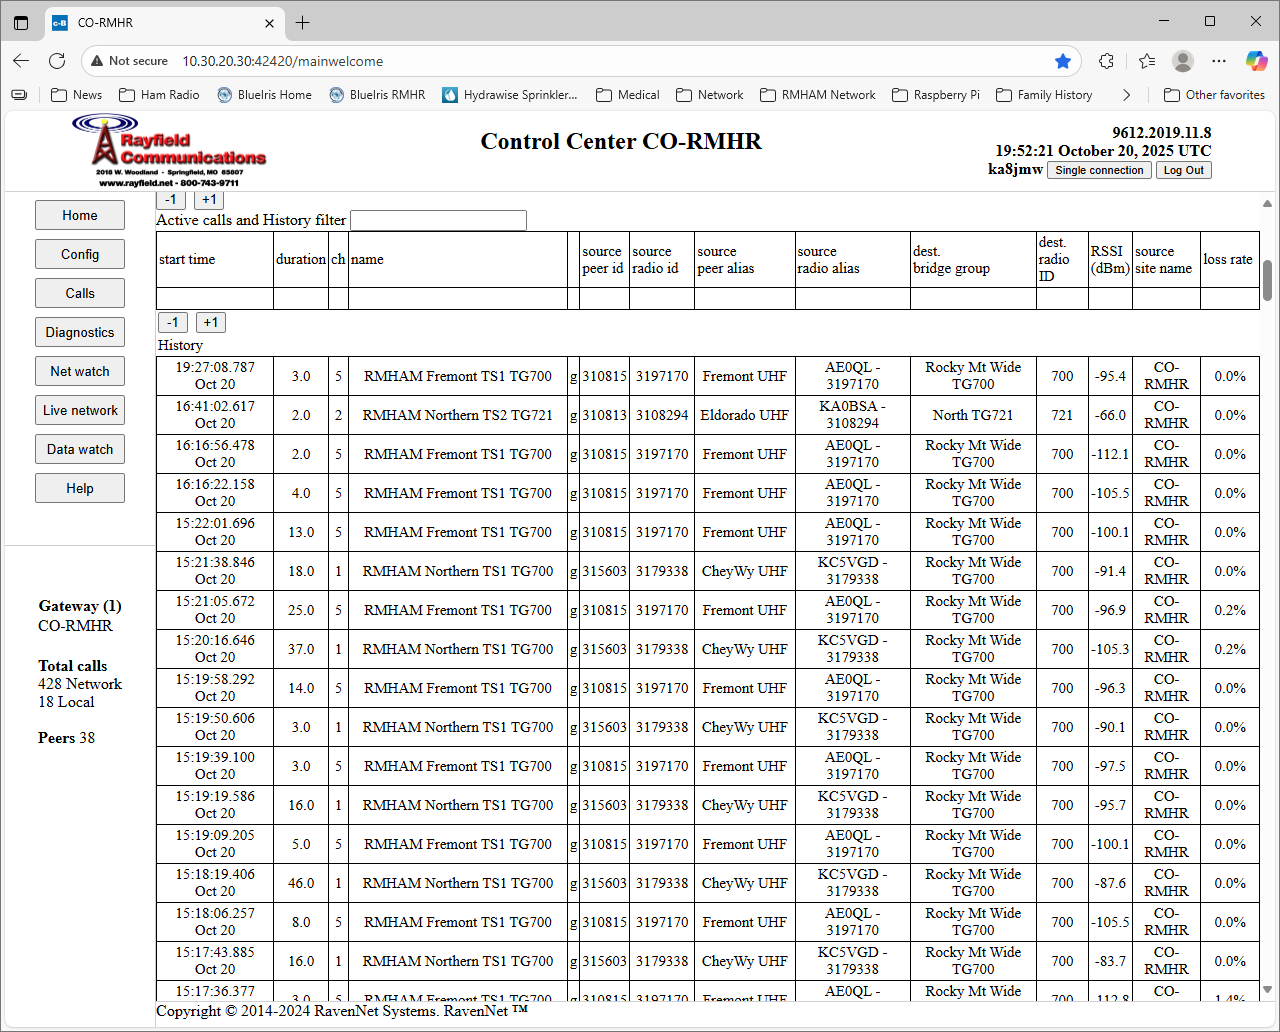 CO-RMHR
Not secure 10.30.20.30:42420/mainwelcome
News Ham Radio BlueIris Home BlueIris RMHR Hydrawise Sprinkler... Medical Network RMHAM Network Raspberry Pi Family History Other favorites
Rayfield
Communications
2018 W. Woodland - Springfield, MO 65807
www.rayfield.net - 800-743-9711
Control Center CO-RMHR
9612.2019.11.8
19:52:21 October 20, 2025 UTC
ka8jmw Single connection Log Out
Home
Config
Calls
Diagnostics
Net watch
Live network
Data watch
Help
Gateway (1)
CO-RMHR
Total calls
428 Network
18 Local
Peers 38
-1 +1
Active calls and History filter
start time duration ch name source peer id source radio id source peer alias source radio alias dest. bridge group dest. radio ID RSSI (dBm) source site name loss rate
-1 +1
History
19:27:08.787 Oct 20 3.0 5 RMHAM Fremont TS1 TG700 g 310815 3197170 Fremont UHF AE0QL - 3197170 Rocky Mt Wide TG700 700 -95.4 CO-RMHR 0.0%
16:41:02.617 Oct 20 2.0 2 RMHAM Northern TS2 TG721 g 310813 3108294 Eldorado UHF KA0BSA - 3108294 North TG721 721 -66.0 CO-RMHR 0.0%
16:16:56.478 Oct 20 2.0 5 RMHAM Fremont TS1 TG700 g 310815 3197170 Fremont UHF AE0QL - 3197170 Rocky Mt Wide TG700 700 -112.1 CO-RMHR 0.0%
16:16:22.158 Oct 20 4.0 5 RMHAM Fremont TS1 TG700 g 310815 3197170 Fremont UHF AE0QL - 3197170 Rocky Mt Wide TG700 700 -105.5 CO-RMHR 0.0%
15:22:01.696 Oct 20 13.0 5 RMHAM Fremont TS1 TG700 g 310815 3197170 Fremont UHF AE0QL - 3197170 Rocky Mt Wide TG700 700 -100.1 CO-RMHR 0.0%
15:21:38.846 Oct 20 18.0 1 RMHAM Northern TS1 TG700 g 315603 3179338 CheyWy UHF KC5VGD - 3179338 Rocky Mt Wide TG700 700 -91.4 CO-RMHR 0.0%
15:21:05.672 Oct 20 25.0 5 RMHAM Fremont TS1 TG700 g 310815 3197170 Fremont UHF AE0QL - 3197170 Rocky Mt Wide TG700 700 -96.9 CO-RMHR 0.2%
15:20:16.646 Oct 20 37.0 1 RMHAM Northern TS1 TG700 g 315603 3179338 CheyWy UHF KC5VGD - 3179338 Rocky Mt Wide TG700 700 -105.3 CO-RMHR 0.2%
15:19:58.292 Oct 20 14.0 5 RMHAM Fremont TS1 TG700 g 310815 3197170 Fremont UHF AE0QL - 3197170 Rocky Mt Wide TG700 700 -96.3 CO-RMHR 0.0%
15:19:50.606 Oct 20 3.0 1 RMHAM Northern TS1 TG700 g 315603 3179338 CheyWy UHF KC5VGD - 3179338 Rocky Mt Wide TG700 700 -90.1 CO-RMHR 0.0%
15:19:39.100 Oct 20 3.0 5 RMHAM Fremont TS1 TG700 g 310815 3197170 Fremont UHF AE0QL - 3197170 Rocky Mt Wide TG700 700 -97.5 CO-RMHR 0.0%
15:19:19.586 Oct 20 16.0 1 RMHAM Northern TS1 TG700 g 315603 3179338 CheyWy UHF KC5VGD - 3179338 Rocky Mt Wide TG700 700 -95.7 CO-RMHR 0.0%
15:19:09.205 Oct 20 5.0 5 RMHAM Fremont TS1 TG700 g 310815 3197170 Fremont UHF AE0QL - 3197170 Rocky Mt Wide TG700 700 -100.1 CO-RMHR 0.0%
15:18:19.406 Oct 20 46.0 1 RMHAM Northern TS1 TG700 g 315603 3179338 CheyWy UHF KC5VGD - 3179338 Rocky Mt Wide TG700 700 -87.6 CO-RMHR 0.0%
15:18:06.257 Oct 20 8.0 5 RMHAM Fremont TS1 TG700 g 310815 3197170 Fremont UHF AE0QL - 3197170 Rocky Mt Wide TG700 700 -105.5 CO-RMHR 0.0%
15:17:43.885 Oct 20 16.0 1 RMHAM Northern TS1 TG700 g 315603 3179338 CheyWy UHF KC5VGD - 3179338 Rocky Mt Wide TG700 700 -83.7 CO-RMHR 0.0%
15:17:36.377 3.0 5 RMHAM Fremont TS1 TG700 g 310815 3197170 Fremont UHF AE0QL - Rocky Mt Wide 700 -112.8 CO- 1.4%
Copyright © 2014-2024 RavenNet Systems. RavenNet ™